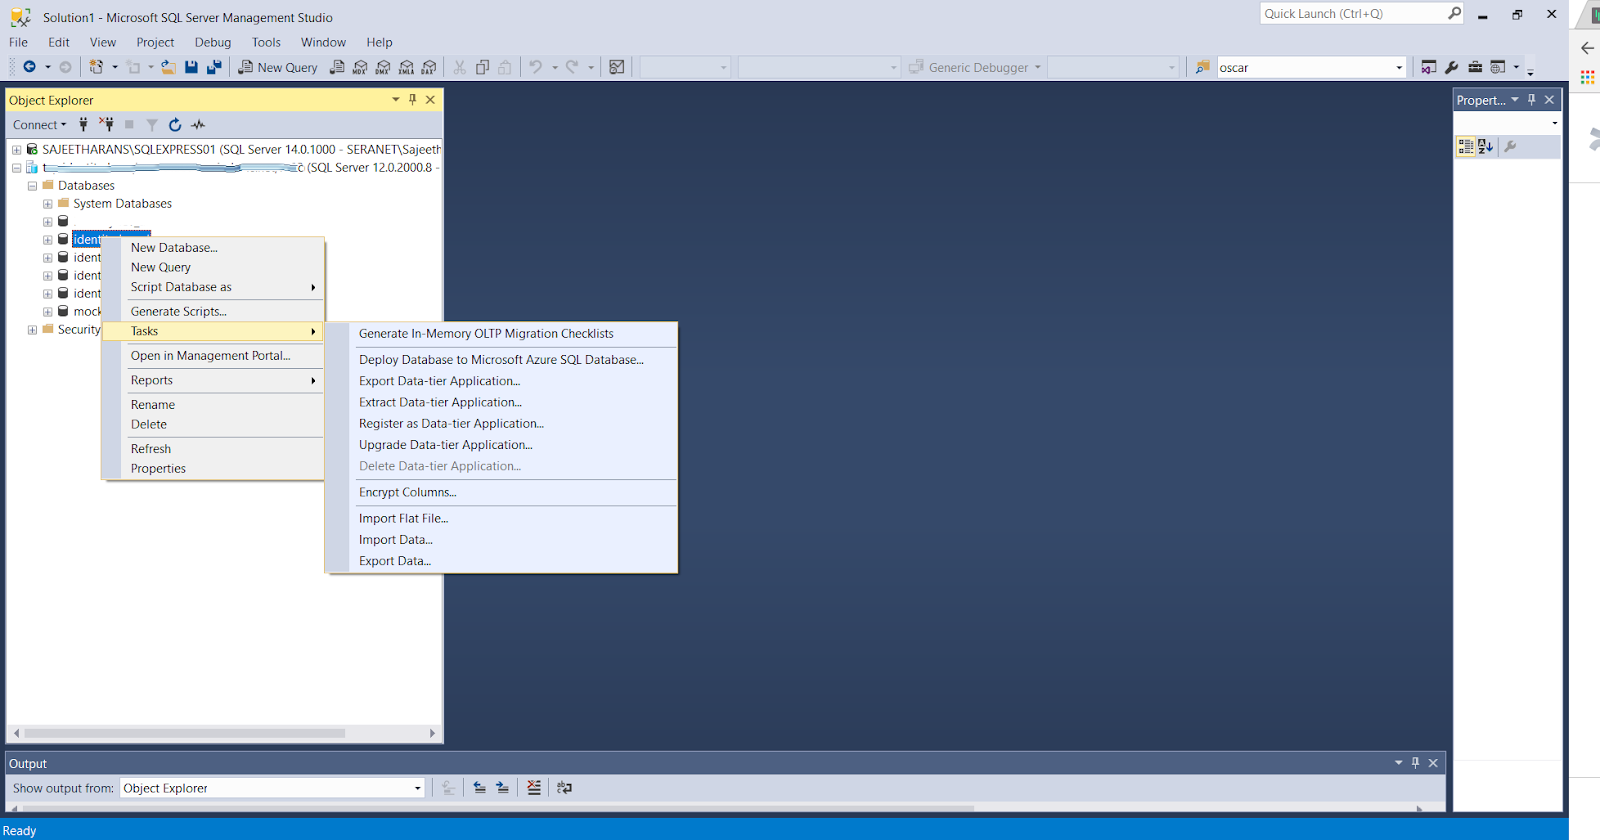 Solution1 - Microsoft SQL Server Management Studio
Quick Launch (Ctrl+Q)
File Edit View Project Debug Tools Window Help
New Query MDX DMX XMLA DAX Generic Debugger oscar
Object Explorer
Propert...
Connect
SAJEETHARANS\SQLEXPRESS01 (SQL Server 14.0.1000 - SERANET\Sajeeth
(SQL Server 12.0.2000.8 -
Databases
System Databases
identi
ident
ident
ident
mock
Security
New Database...
New Query
Script Database as
Generate Scripts...
Tasks
Open in Management Portal...
Reports
Rename
Delete
Refresh
Properties
Generate In-Memory OLTP Migration Checklists
Deploy Database to Microsoft Azure SQL Database...
Export Data-tier Application...
Extract Data-tier Application...
Register as Data-tier Application...
Upgrade Data-tier Application...
Delete Data-tier Application...
Encrypt Columns...
Import Flat File...
Import Data...
Export Data...
Output
Show output from: Object Explorer
Ready